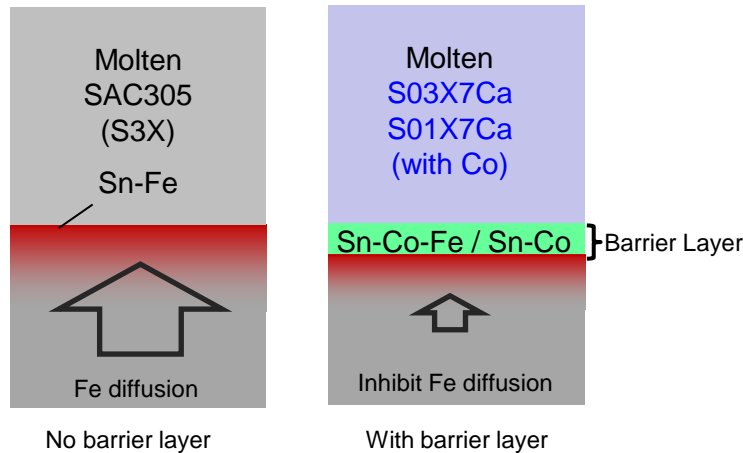 Molten
SAC305
(S3X)
Sn-Fe
Fe diffusion
No barrier layer
Molten
S03X7Ca
S01X7Ca
(with Co)
Sn-Co-Fe / Sn-Co
Barrier Layer
Inhibit Fe diffusion
With barrier layer